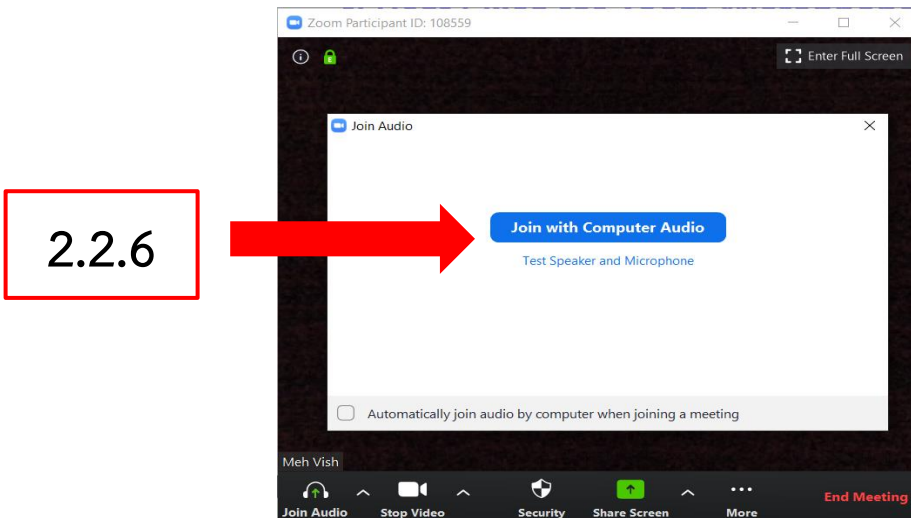 Zoom Participant ID: 108559
E
Enter Full Screen
Join Audio
2.2.6
Join with Computer Audio
Test Speaker and Microphone
Automatically join audio by computer when joining a meeting
Meh Vish
Join Audio Stop Video Security Share Screen More End Meeting